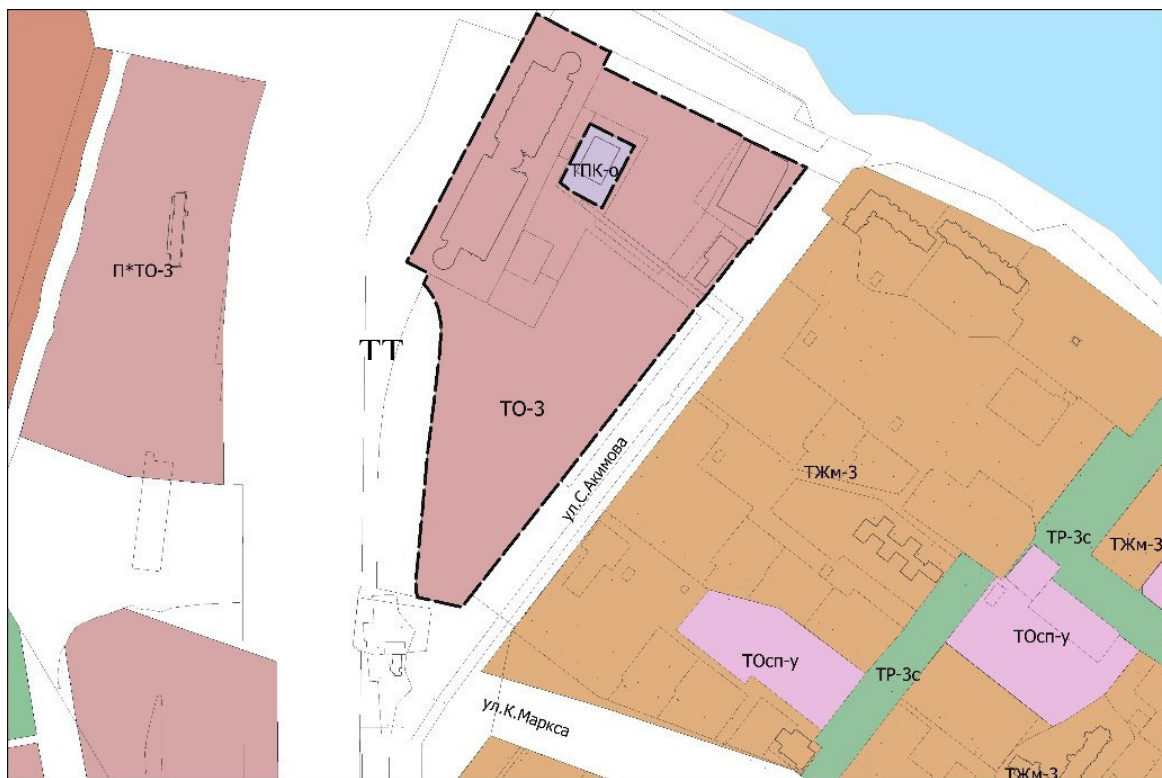 ТПК-о
П*ТО-3
ТТ
ТО-3
ул.С.Акимова
ТЖм-3
ТР-3с
ТЖм-3
ТОсп-у
ТОсп-у
ТР-3с
ул.К.Маркса
ТЖм-3